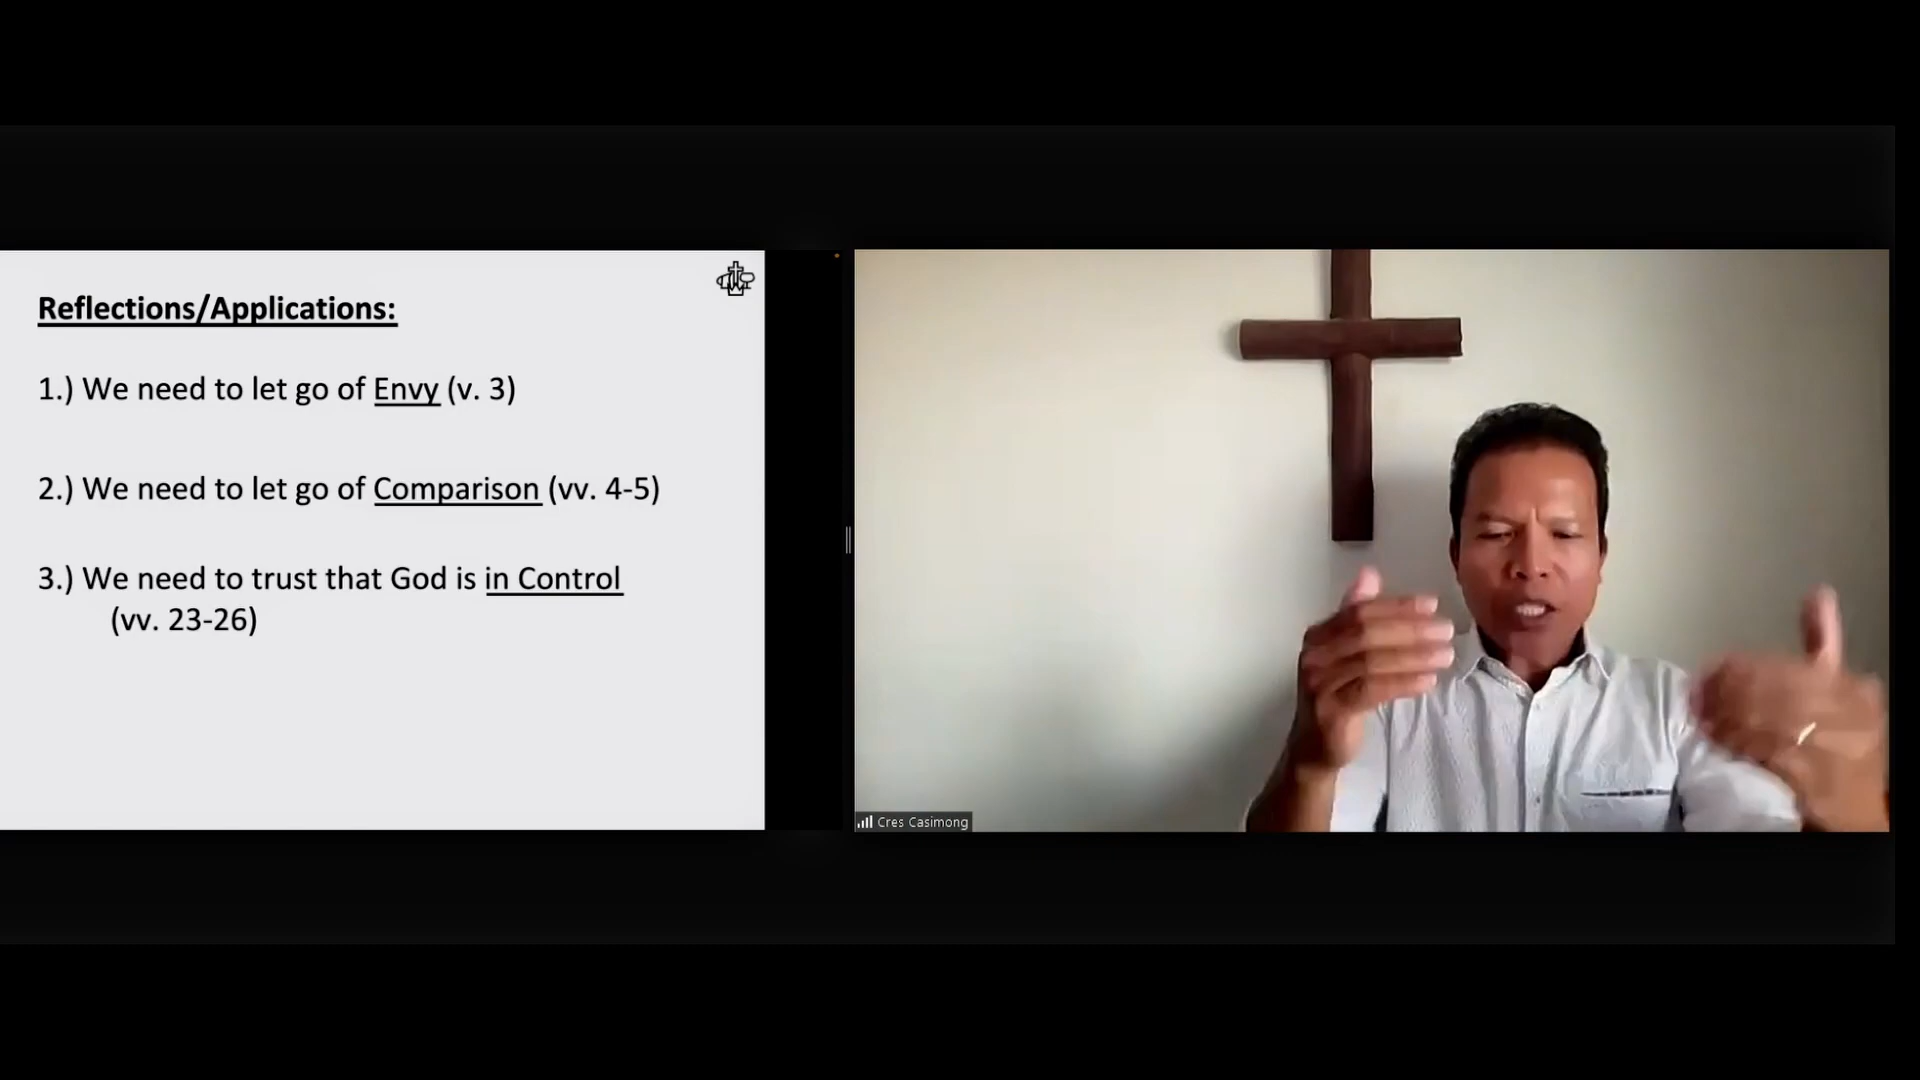 Reflections/Applications:
1.) We need to let go of Envy (v. 3)
2.) We need to let go of Comparison (vv. 4-5)
3.) We need to trust that God is in Control
(vv. 23-26)
Cres Casimong